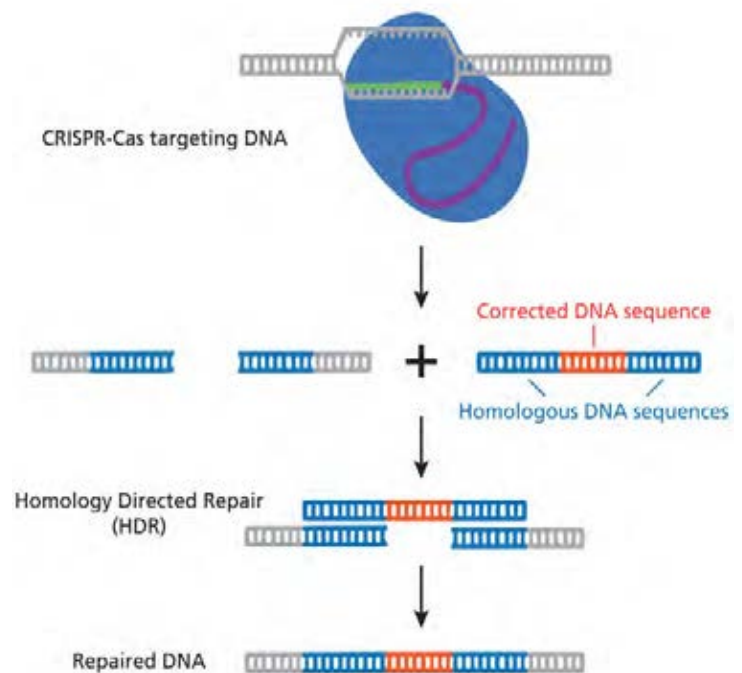 CRISPR-Cas targeting DNA
Corrected DNA sequence
+
Homologous DNA sequences
Homology Directed Repair
(HDR)
Repaired DNA